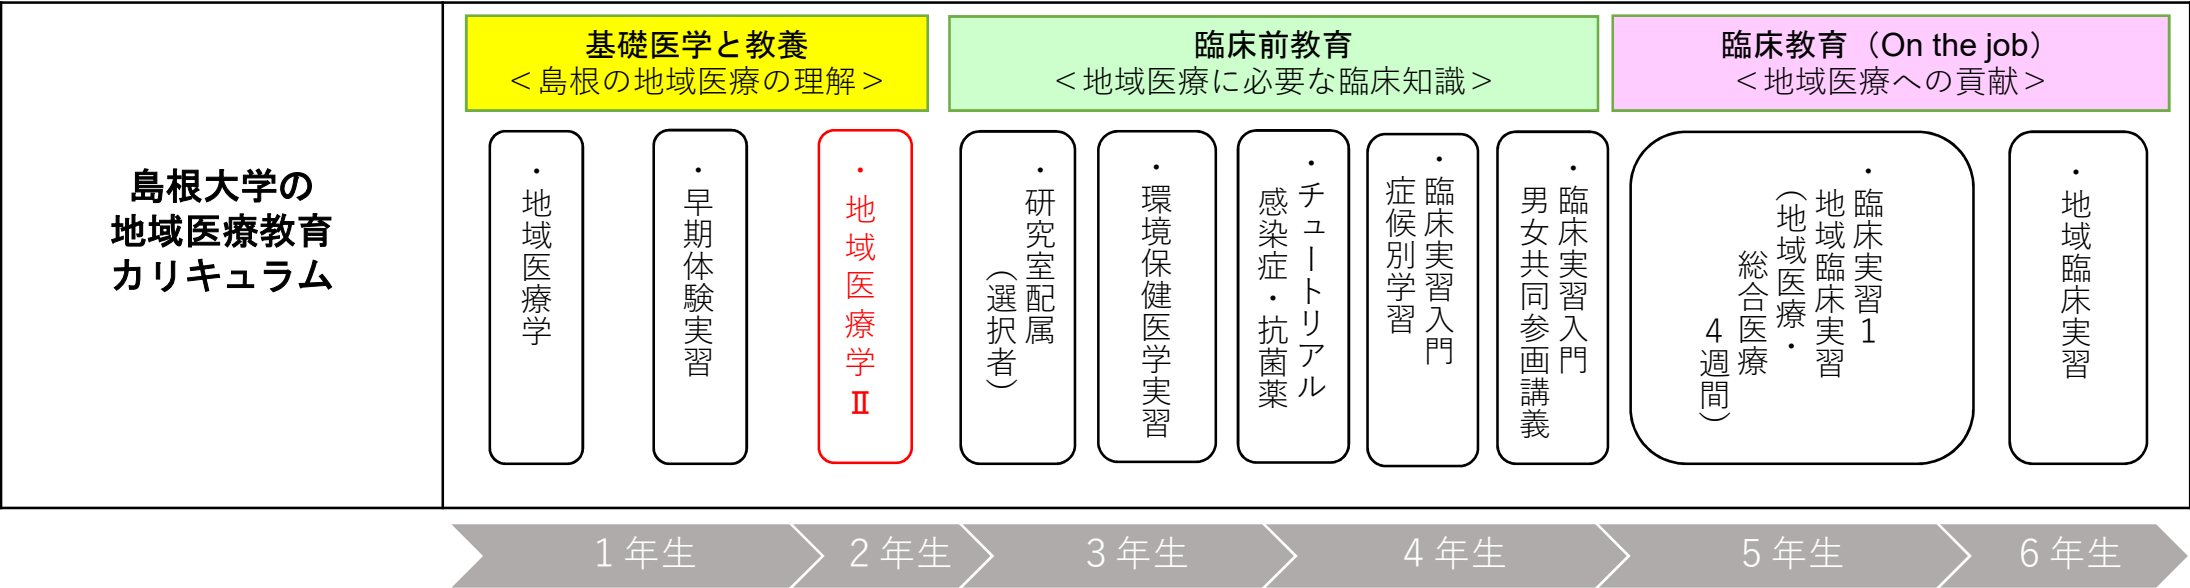 島根大学の
地域医療教育
カリキュラム
基礎医学と教養
＜島根の地域医療の理解＞
臨床前教育
＜地域医療に必要な臨床知識＞
臨床教育（On the job）
＜地域医療への貢献＞
・地域医療学
・早期体験実習
・地域医療学Ⅱ
・研究室配属
（選択者）
・環境保健医学実習
・チュートリアル
感染症・抗菌薬
・臨床実習入門
症候別学習
・臨床実習入門
男女共同参画講義
・臨床実習1
地域臨床実習
（地域医療・
総合医療
4週間）
・地域臨床実習
1年生
2年生
3年生
4年生
5年生
6年生